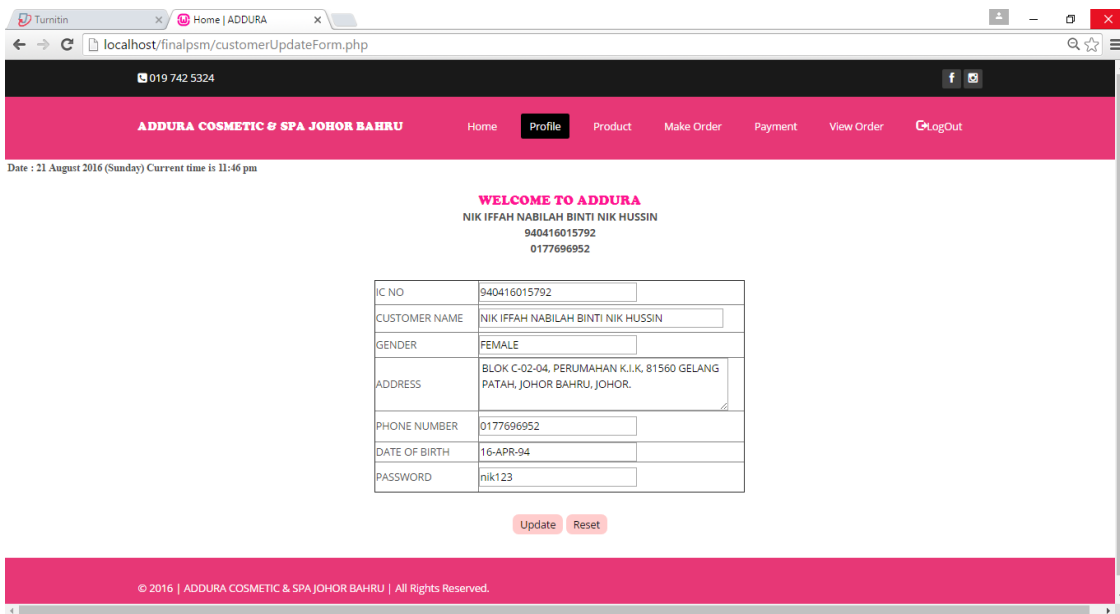 Turnitin
Home | ADDURA
localhost/finalpsm/customerUpdateForm.php
019 742 5324
ADDURA COSMETIC & SPA JOHOR BAHRU
Home Profile Product Make Order Payment View Order LogOut
Date : 21 August 2016 (Sunday) Current time is 11:46 pm
WELCOME TO ADDURA
NIK IFFAH NABILAH BINTI NIK HUSSIN
940416015792
0177696952
IC NO 940416015792
CUSTOMER NAME NIK IFFAH NABILAH BINTI NIK HUSSIN
GENDER FEMALE
ADDRESS BLOK C-02-04, PERUMAHAN K.I.K, 81560 GELANG
PATAH, JOHOR BAHRU, JOHOR.
PHONE NUMBER 0177696952
DATE OF BIRTH 16-APR-94
PASSWORD nik123
Update Reset
© 2016 | ADDURA COSMETIC & SPA JOHOR BAHRU | All Rights Reserved.